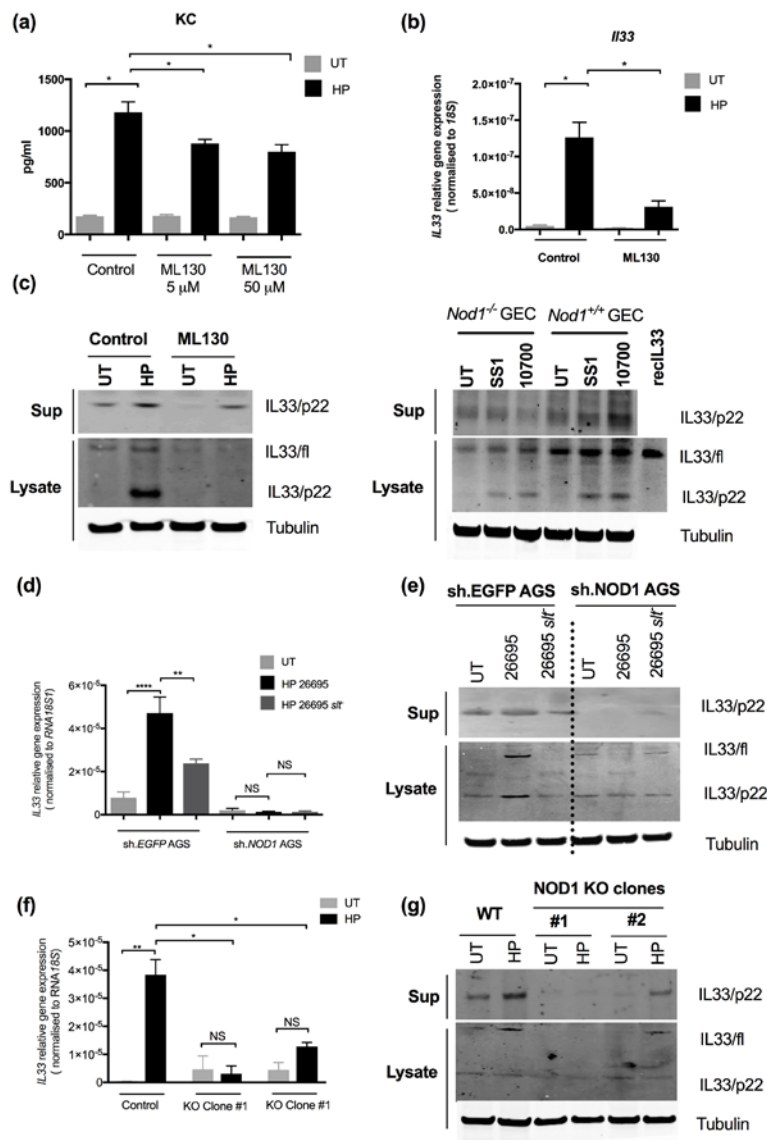 (a)
KC
UT
HP
*
*
*
1500
1000
500
0
pg/ml
Control
ML130
5 μM
ML130
50 μM
(b)
Il33
UT
HP
*
*
2.0×10⁻⁷
1.5×10⁻⁷
1.0×10⁻⁷
5.0×10⁻⁸
0.0
IL33 relative gene expression
( normalised to 18S)
Control
ML130
(c)
Control
ML130
UT
HP
UT
HP
Sup
Lysate
IL33/p22
IL33/fl
IL33/p22
Tubulin
Nod1⁻/⁻ GEC
Nod1⁺/⁺ GEC
UT
SS1
10700
UT
SS1
10700
recIL33
Sup
Lysate
IL33/p22
IL33/fl
IL33/p22
Tubulin
(d)
UT
HP 26695
HP 26695 slt⁻
****
**
NS
NS
6×10⁻⁵
4×10⁻⁵
2×10⁻⁵
0
IL33 relative gene expression
( normalised to RNA18S1)
sh.EGFP AGS
sh.NOD1 AGS
(e)
sh.EGFP AGS
sh.NOD1 AGS
UT
26695
26695 slt⁻
UT
26695
26695 slt⁻
Sup
Lysate
IL33/p22
IL33/fl
IL33/p22
Tubulin
(f)
UT
HP
*
*
**
NS
NS
5×10⁻⁵
4×10⁻⁵
3×10⁻⁵
2×10⁻⁵
1×10⁻⁵
0
IL33 relative gene expression
( normalised to RNA18S)
Control
KO Clone #1
KO Clone #1
(g)
NOD1 KO clones
WT
#1
#2
UT
HP
UT
HP
UT
HP
Sup
Lysate
IL33/p22
IL33/fl
IL33/p22
Tubulin